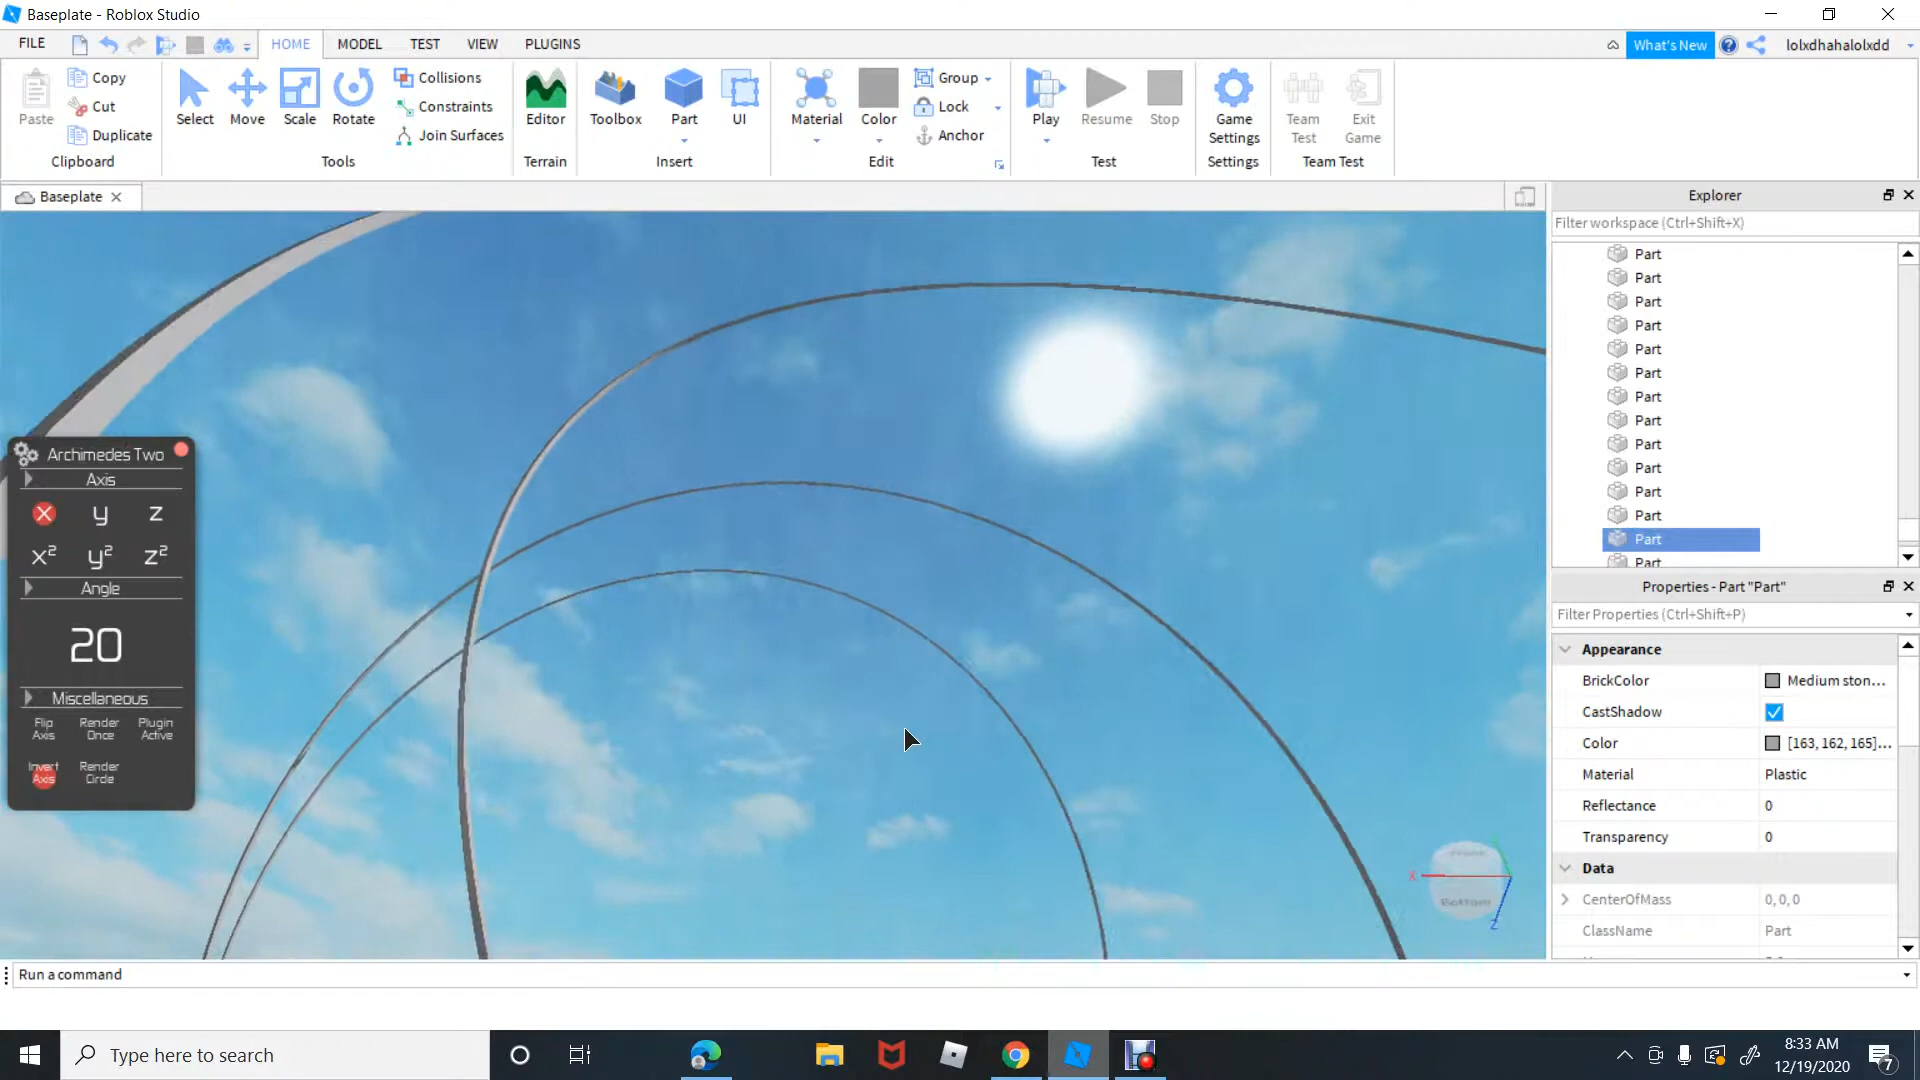 Baseplate - Roblox Studio
FILE
HOME
MODEL
TEST
VIEW
PLUGINS
What's New
lolxdhahalolxdd
Paste
Copy
Cut
Duplicate
Clipboard
Select
Move
Scale
Rotate
Collisions
Constraints
Join Surfaces
Tools
Editor
Terrain
Toolbox
Part
UI
Insert
Material
Color
Group
Lock
Anchor
Edit
Play
Resume
Stop
Test
Game
Settings
Settings
Team
Test
Exit
Game
Team Test
Baseplate
Archimedes Two
Axis
y z
x² y² z²
Angle
20
Miscellaneous
Flip
Axis
Render
Once
Plugin
Active
Invert
Axis
Render
Circle
X
Z
Bottom
Explorer
Filter workspace (Ctrl+Shift+X)
Part
Part
Part
Part
Part
Part
Part
Part
Part
Part
Part
Part
Part
Part
Properties - Part "Part"
Filter Properties (Ctrl+Shift+P)
Appearance
BrickColor Medium ston...
CastShadow
Color [163, 162, 165]...
Material Plastic
Reflectance 0
Transparency 0
Data
CenterOfMass 0, 0, 0
ClassName Part
Run a command
Type here to search
8:33 AM
12/19/2020
7